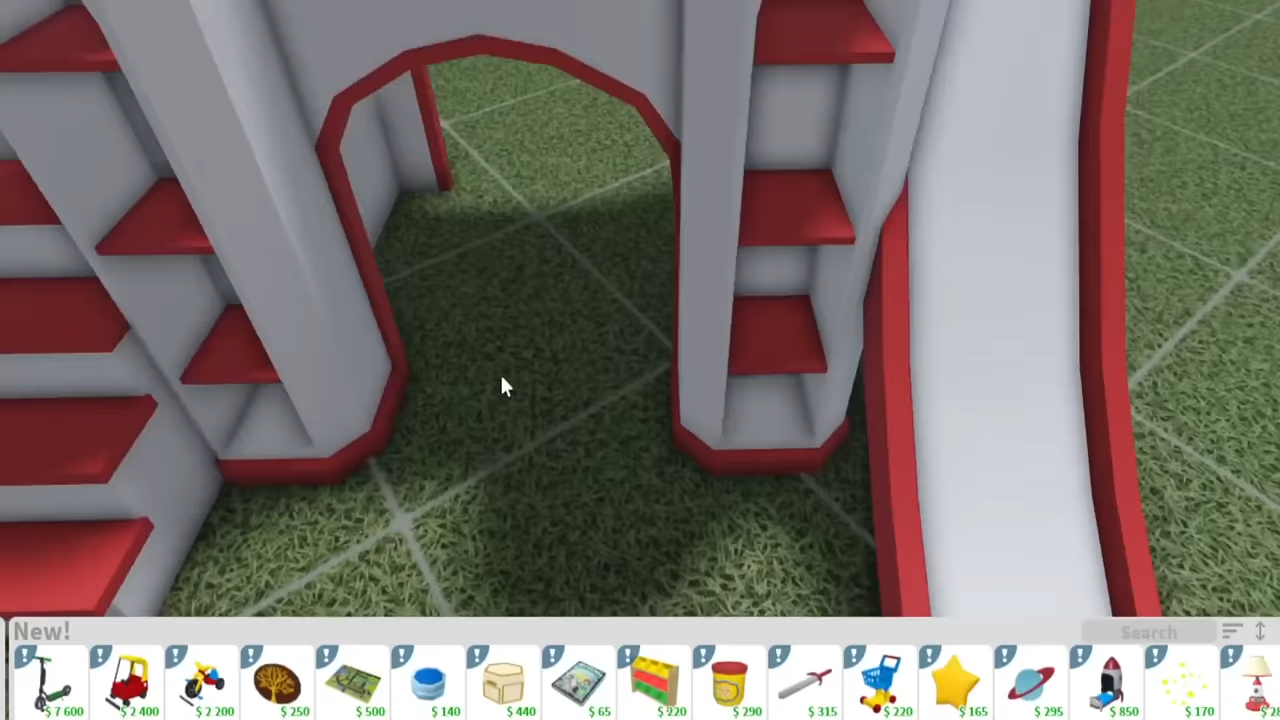 New!
Search
$ 7 600 $ 2 400 $ 2 200 $ 250 $ 500 $ 140 $ 440 $ 65 $ 220 $ 290 $ 315 $ 220 $ 165 $ 295 $ 850 $ 170